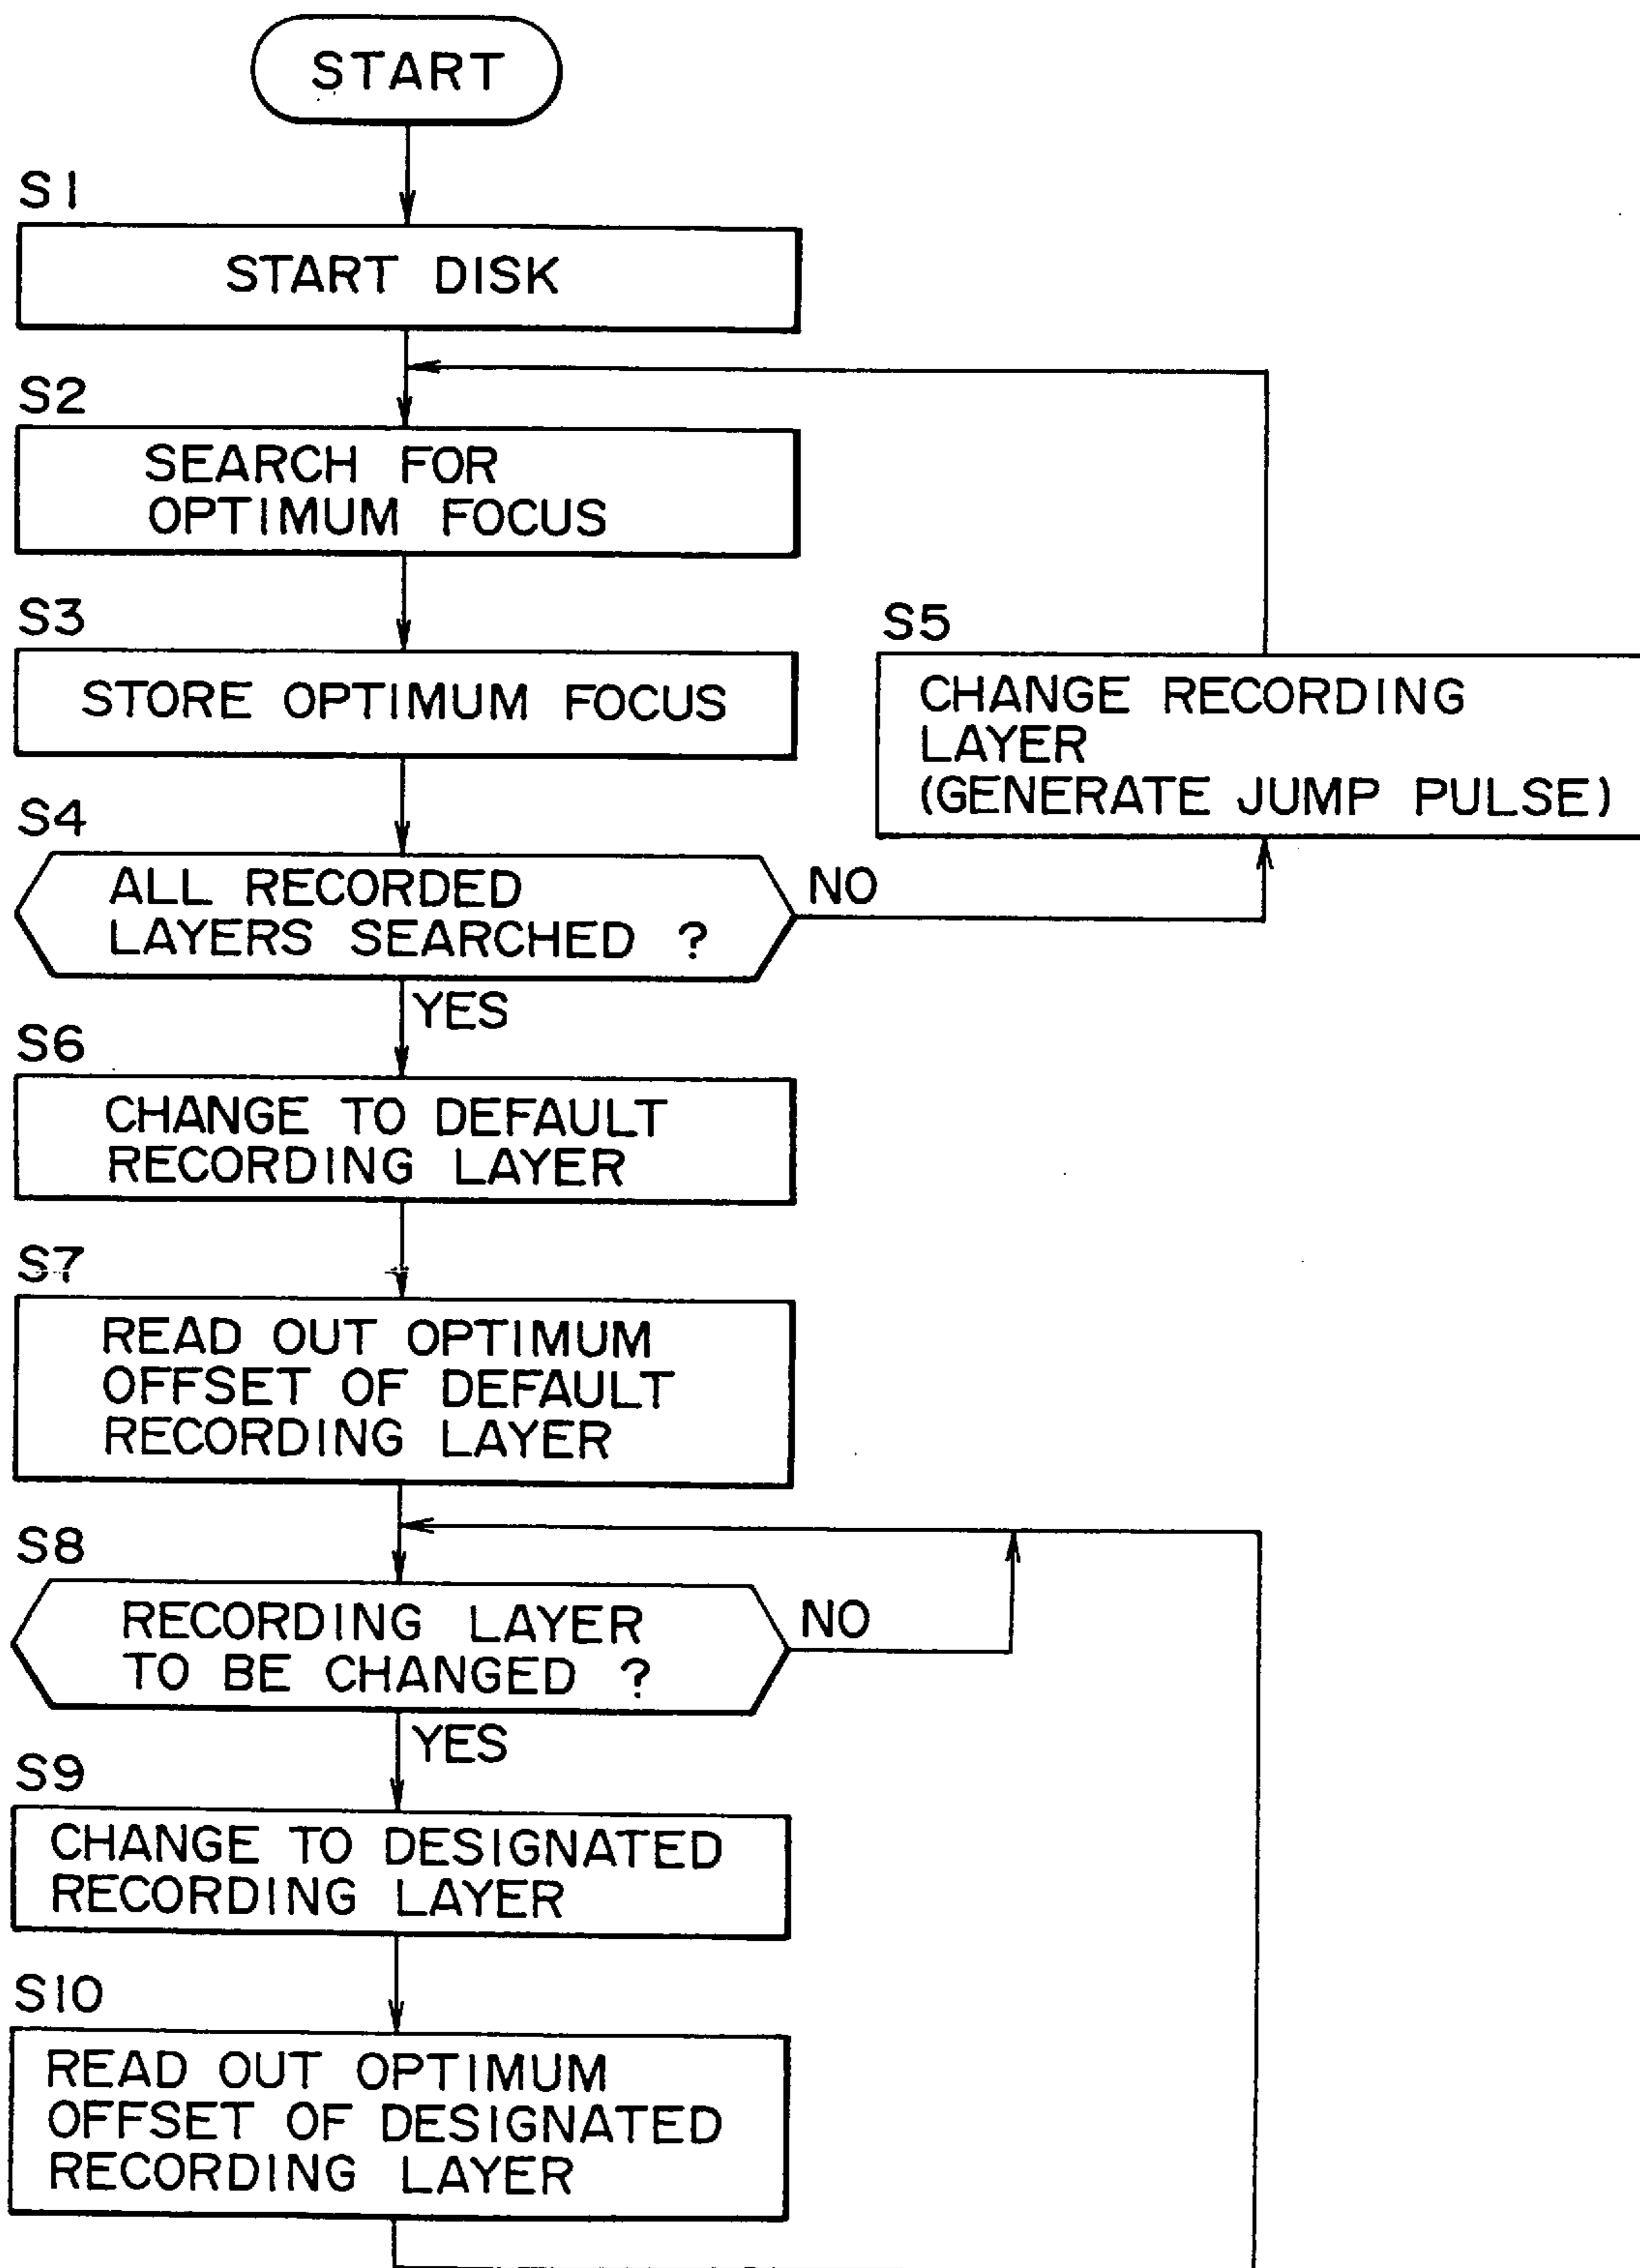 START
S1
START DISK
S2
SEARCH FOR
OPTIMUM FOCUS
S3
STORE OPTIMUM FOCUS
S5
CHANGE RECORDING
LAYER
(GENERATE JUMP PULSE)
S4
ALL RECORDED
LAYERS SEARCHED ?
NO
YES
S6
CHANGE TO DEFAULT
RECORDING LAYER
S7
READ OUT OPTIMUM
OFFSET OF DEFAULT
RECORDING LAYER
S8
RECORDING LAYER
TO BE CHANGED ?
NO
YES
S9
CHANGE TO DESIGNATED
RECORDING LAYER
S10
READ OUT OPTIMUM
OFFSET OF DESIGNATED
RECORDING LAYER